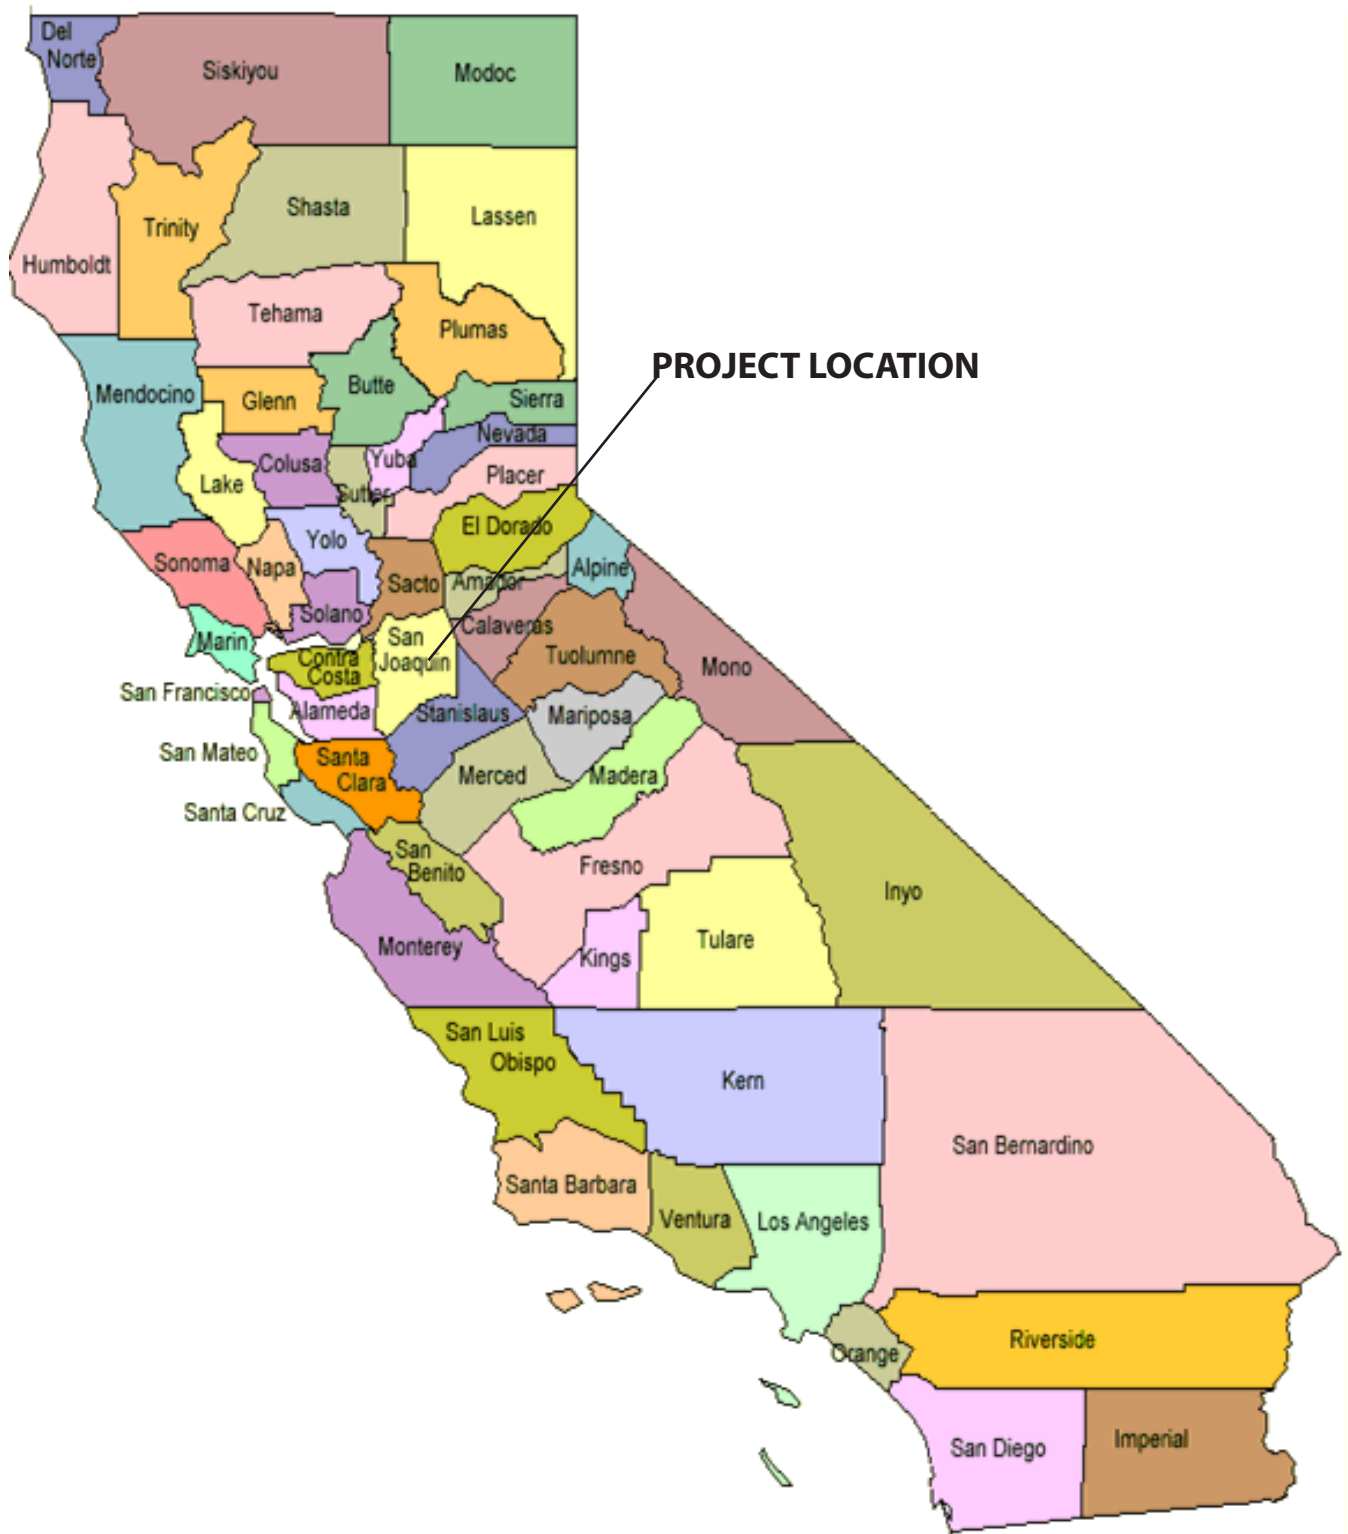 Del
Norte
Siskiyou
Modoc
Shasta
Lassen
Trinity
Humboldt
Tehama
Plumas
PROJECT LOCATION
Mendocino
Glenn
Butte
Sierra
Nevada
Colusa
Yuba
Placer
Lake
Sutter
El Dorado
Yolo
Sonoma
Napa
Sacto
Amador
Alpine
Solano
Marin
San
Joaquin
Calaveras
Contra
Costa
Tuolumne
Mono
San Francisco
Alameda
Stanislaus
Mariposa
San Mateo
Santa
Clara
Merced
Madera
Santa Cruz
San
Benito
Fresno
Inyo
Monterey
Kings
Tulare
San Luis
Obispo
Kern
San Bernardino
Santa Barbara
Ventura
Los Angeles
Riverside
Orange
San Diego
Imperial